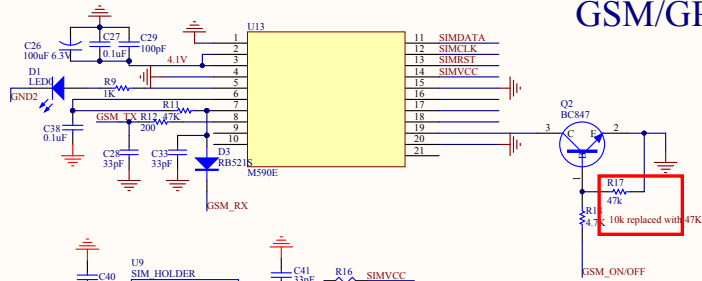 GSM/GF
U13
C26
100uF 6.3V
C27
0.1uF
C29
100pF
4.1V
D1
LED0
GND2
R9
1K
R11
GSM_TX
R12
47K
200
C38
0.1uF
C28
33pF
C33
33pF
D3
RB521S
GSM_RX
1
2
3
4
5
6
7
8
9
10
M590E
11
12
13
14
15
16
17
18
19
20
21
SIMDATA
SIMCLK
SIMRST
SIMVCC
Q2
BC847
3
C
E
2
1
R17
47k
4.7K
10k replaced with 47K
GSM_ON/OFF
C40
U9
SIM_HOLDER
C41
33pF
R16
SIMVCC